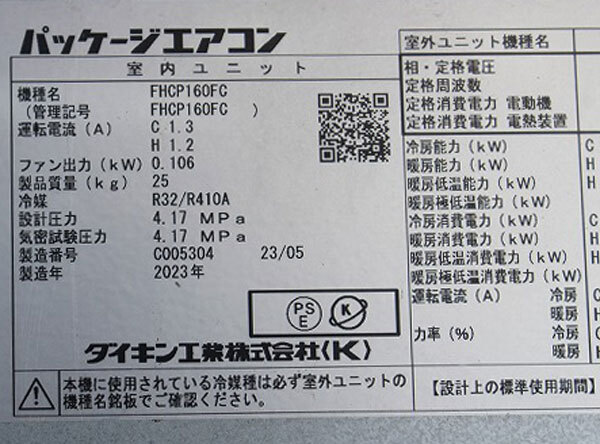 パッケージエアコン
室内ユニット
機種名 FHCP160FC
(管理記号 FHCP160FC )
運転電流(A) C 1.3
H 1.2
ファン出力(kW) 0.106
製品質量(kg) 25
冷媒 R32/R410A
設計圧力 4.17 MPa
気密試験圧力 4.17 MPa
製造番号 C005304 23/05
製造年 2023年
PS
E
K
ダイキン工業株式会社(K)
本機に使用されている冷媒種は必ず室外ユニットの
機種名銘板でご確認ください。
室外ユニット機種名
相・定格電圧
定格周波数
定格消費電力 電動機
定格消費電力 電熱装置
冷房能力(kW) C
暖房能力(kW) H
暖房低温能力(kW)
暖房極低温能力(kW)
冷房消費電力(kW) C
暖房消費電力(kW) H
暖房低温消費電力(kW)
暖房極低温消費電力(kW)
運転電流(A) 冷房 C
暖房 H
力率(%) 冷房 C
暖房 H
【設計上の標準使用期間】